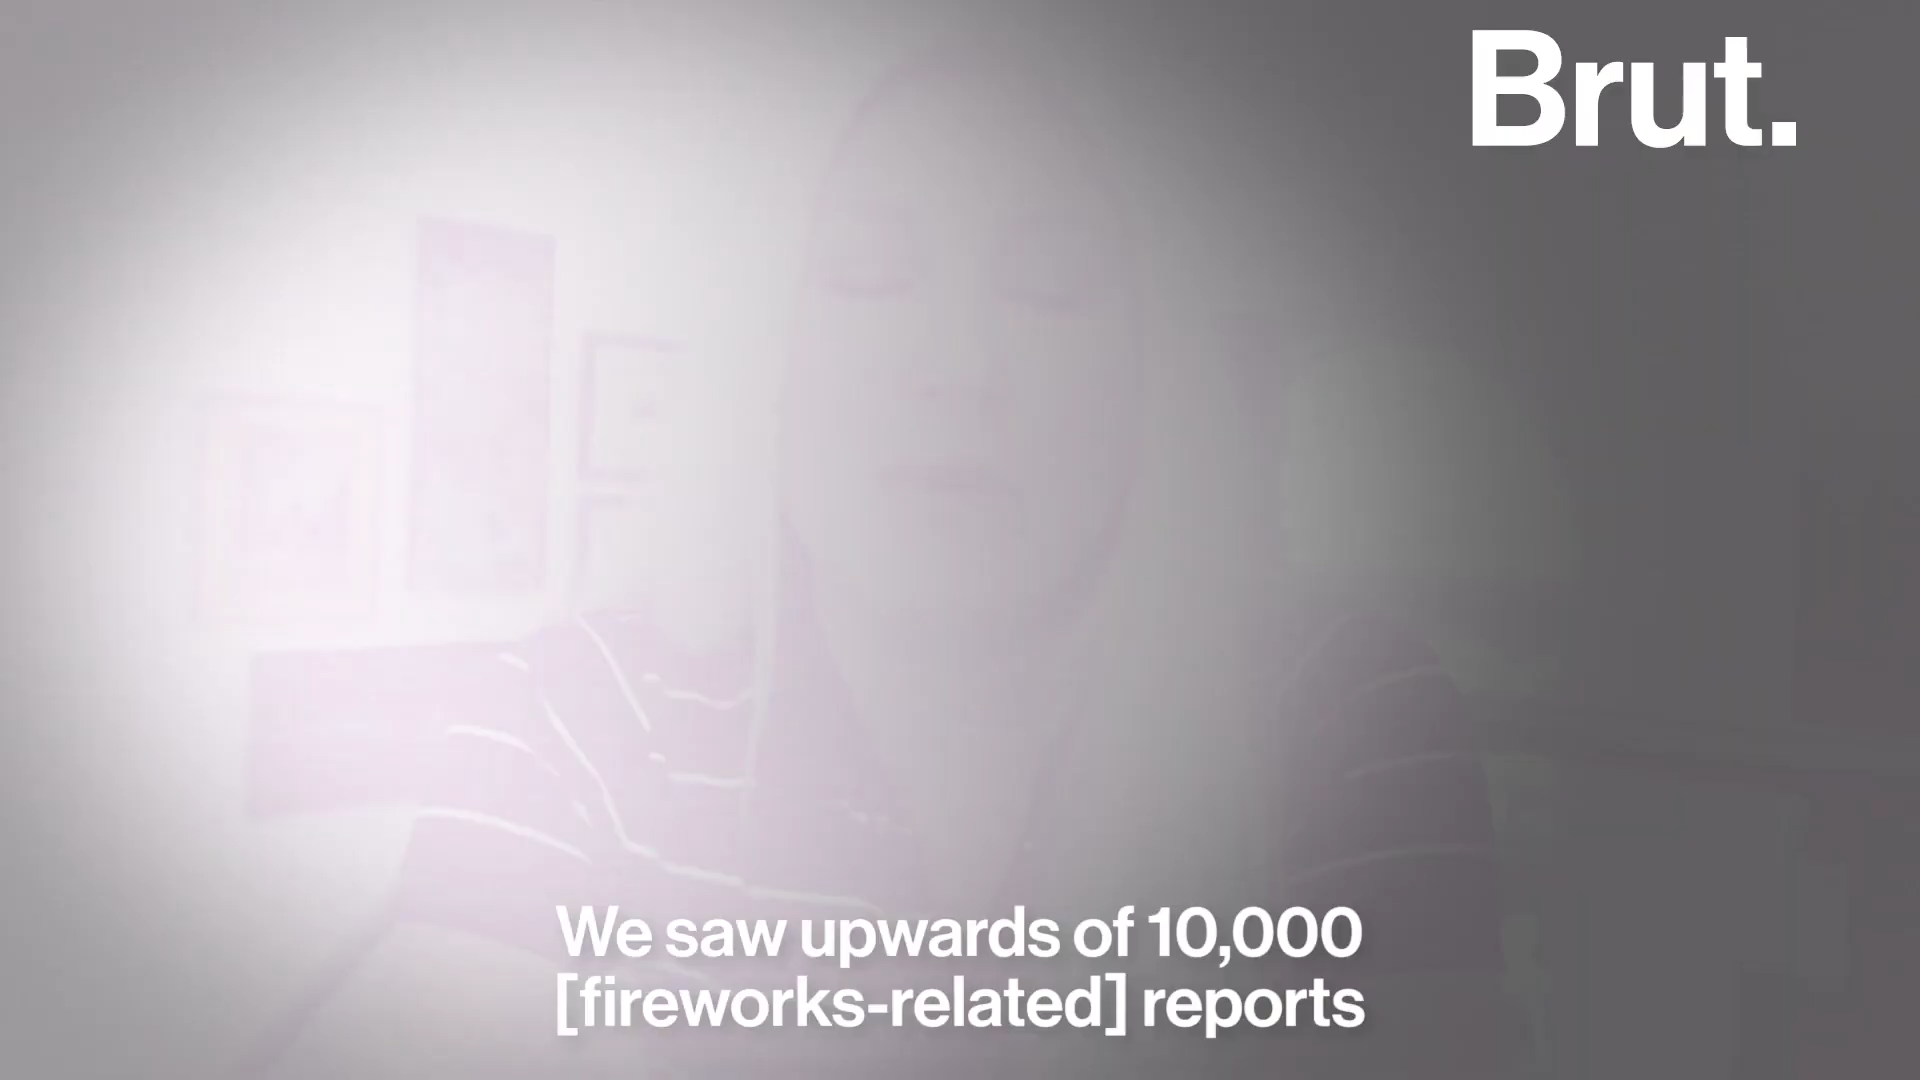 Brut.
We saw upwards of 10,000
[fireworks-related] reports